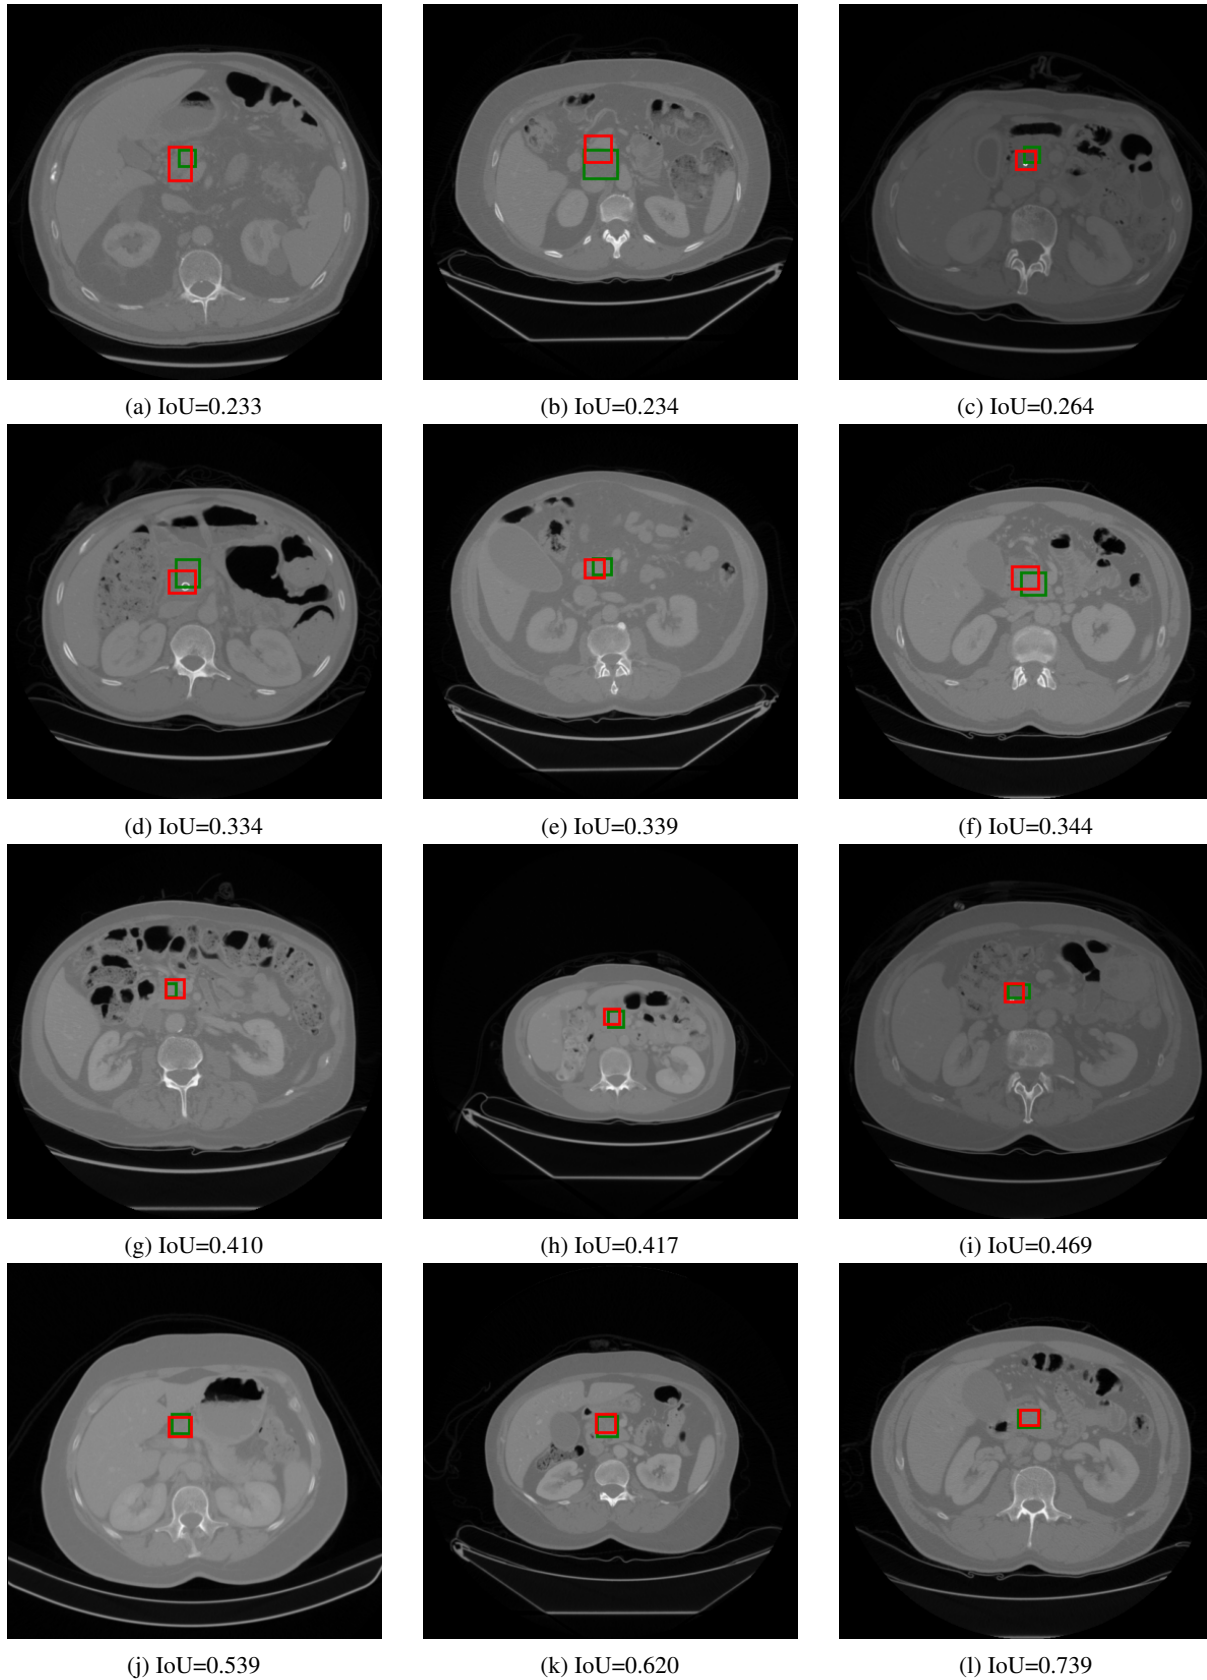 (a) IoU=0.233
(b) IoU=0.234
(c) IoU=0.264
(d) IoU=0.334
(e) IoU=0.339
(f) IoU=0.344
(g) IoU=0.410
(h) IoU=0.417
(i) IoU=0.469
(j) IoU=0.539
(k) IoU=0.620
(l) IoU=0.739